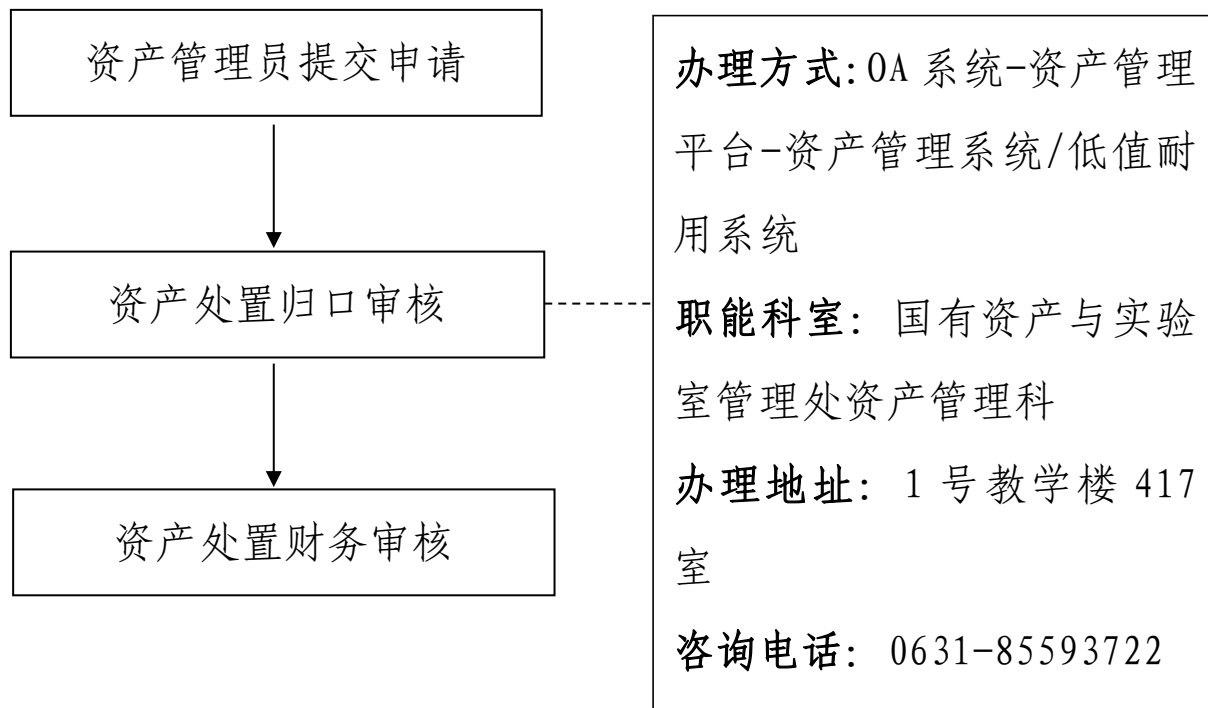 资产管理员提交申请
资产处置归口审核
资产处置财务审核
办理方式:OA 系统-资产管理
平台-资产管理系统/低值耐
用系统
职能科室: 国有资产与实验
室管理处资产管理科
办理地址: 1 号教学楼 417
室
咨询电话: 0631-85593722